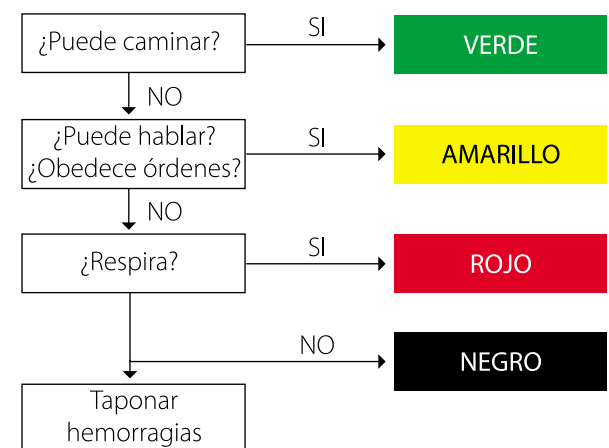 ¿Puede caminar?
SI
VERDE
NO
¿Puede hablar?
¿Obedece órdenes?
SI
AMARILLO
NO
¿Respira?
SI
ROJO
NO
NEGRO
Taponar
hemorragias